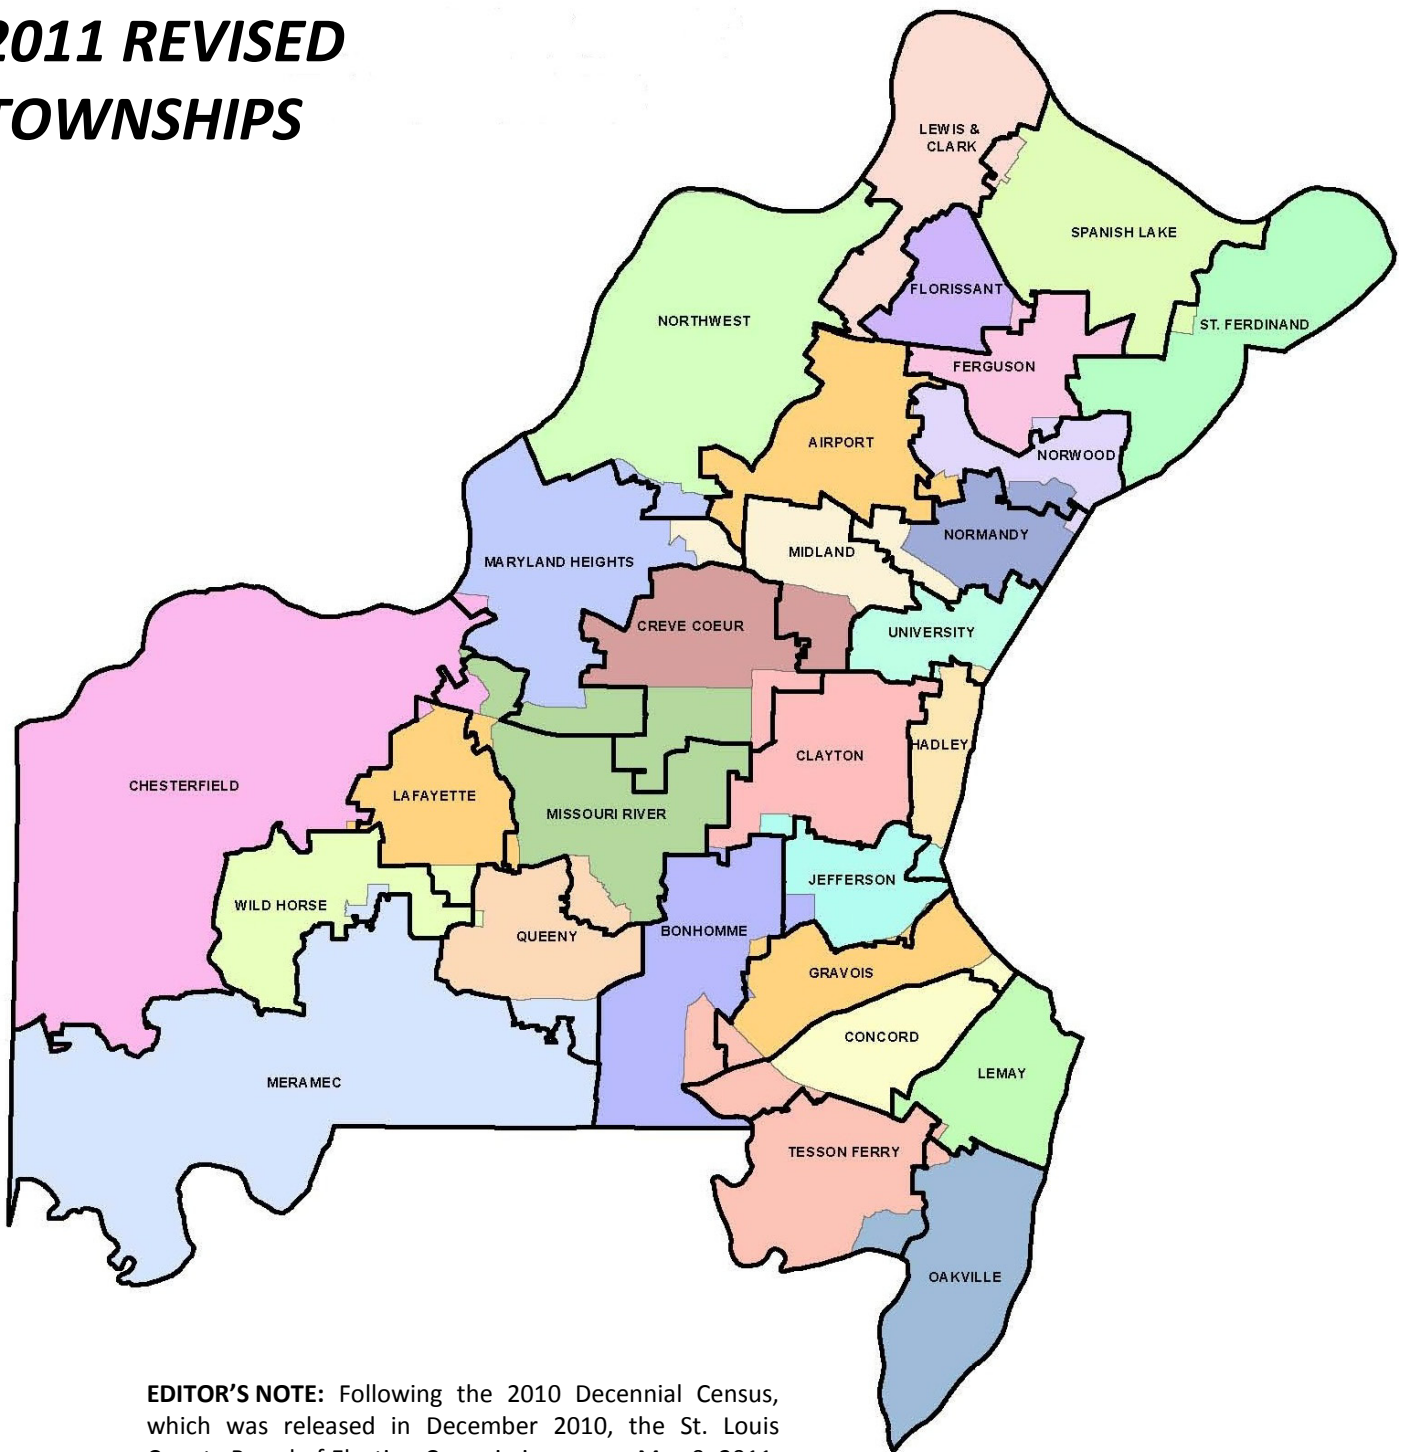 2011 REVISED
TOWNSHIPS
LEWIS &
CLARK
SPANISH LAKE
FLORISSANT
NORTHWEST
ST. FERDINAND
FERGUSON
AIRPORT
NORWOOD
NORMANDY
MIDLAND
MARYLAND HEIGHTS
CREVE COEUR
UNIVERSITY
HADLEY
CLAYTON
CHESTERFIELD
LAFAYETTE
MISSOURI RIVER
JEFFERSON
WILD HORSE
BONHOMME
QUEENY
GRAVOIS
CONCORD
LEMAY
MERAMEC
TESSON FERRY
OAKVILLE
EDITOR'S NOTE: Following the 2010 Decennial Census,
which was released in December 2010, the St. Louis